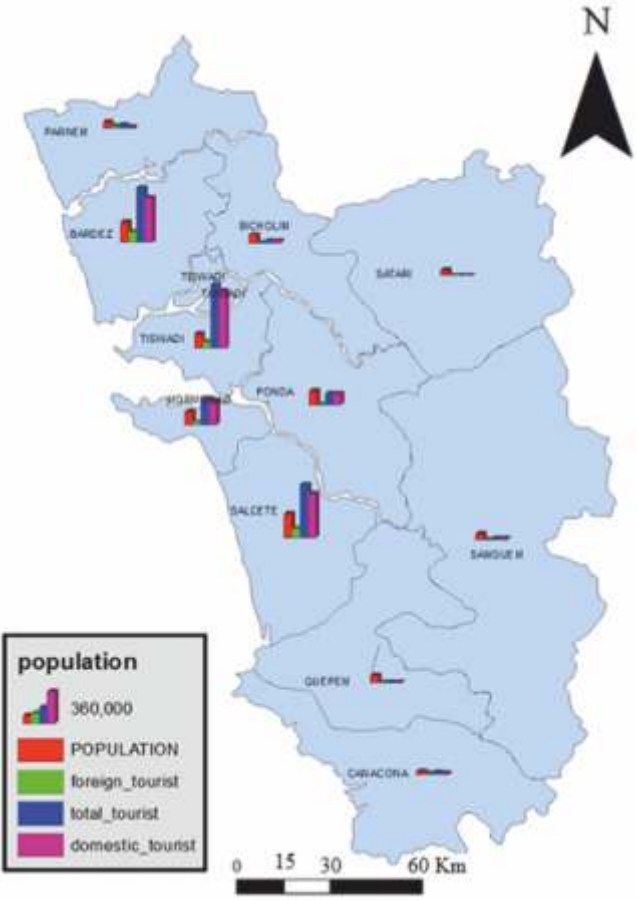 N
PARNEM
BARDEZ
BICHOLIM
SATARI
TISWADI
TISWADI
TISWADI
PONDA
SALCETE
SANGUEM
QUEPEM
CANACONA
population
360,000
POPULATION
foreign_tourist
total_tourist
domestic_tourist
0 15 30 60 Km